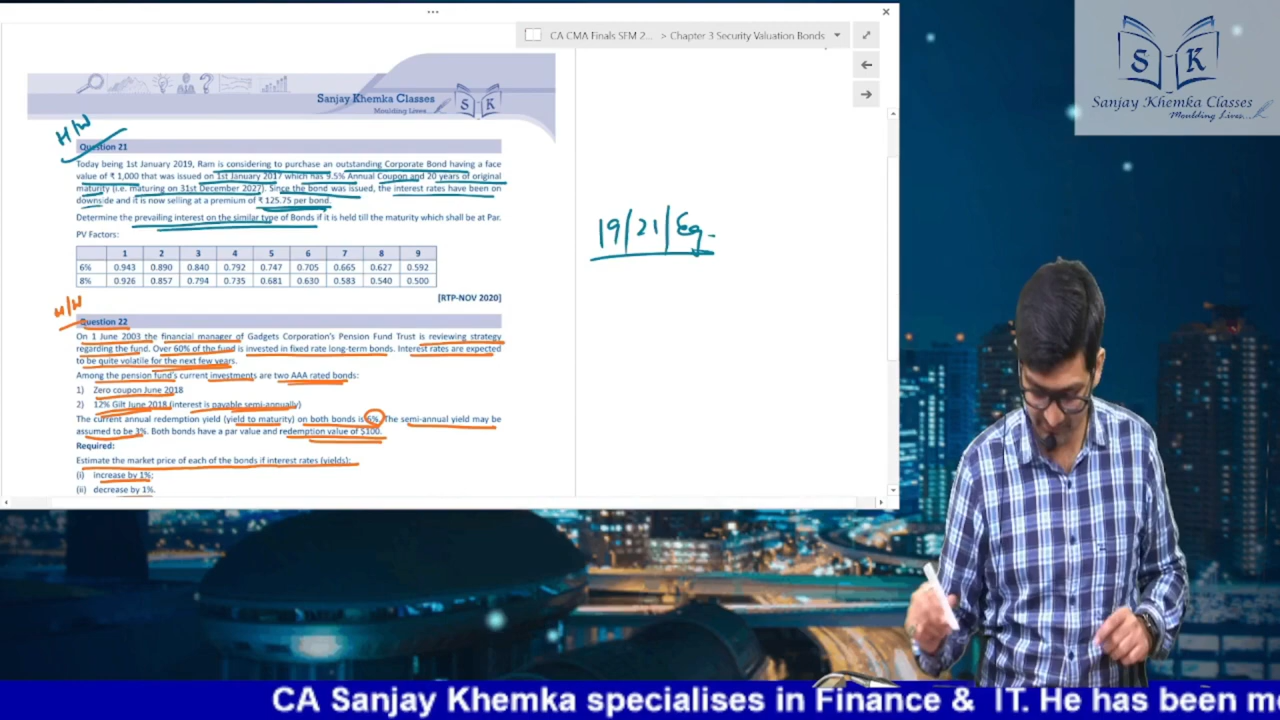 CA CMA Finals SFM 2... > Chapter 3 Security Valuation Bonds
Sanjay Khemka Classes
Moulding Lives...
S K
H/W
Question 21
Today being 1st January 2019, Ram is considering to purchase an outstanding Corporate Bond having a face
value of ₹ 1,000 that was issued on 1st January 2017 which has 9.5% Annual Coupon and 20 years of original
maturity (i.e. maturing on 31st December 2027). Since the bond was issued, the interest rates have been on
downside and it is now selling at a premium of ₹ 125.75 per bond.
Determine the prevailing interest on the similar type of Bonds if it is held till the maturity which shall be at Par.
PV Factors:
1 2 3 4 5 6 7 8 9
6% 0.943 0.890 0.840 0.792 0.747 0.705 0.665 0.627 0.592
8% 0.926 0.857 0.794 0.735 0.681 0.630 0.583 0.540 0.500
[RTP-NOV 2020]
H/W
Question 22
On 1 June 2003 the financial manager of Gadgets Corporation's Pension Fund Trust is reviewing strategy
regarding the fund. Over 60% of the fund is invested in fixed rate long-term bonds. Interest rates are expected
to be quite volatile for the next few years.
Among the pension fund's current investments are two AAA rated bonds:
1) Zero coupon June 2018
2) 12% Gilt June 2018 (interest is payable semi-annually)
The current annual redemption yield (yield to maturity) on both bonds is 6%. The semi-annual yield may be
assumed to be 3%. Both bonds have a par value and redemption value of $100.
Required:
Estimate the market price of each of the bonds if interest rates (yields):
(i) increase by 1%;
(ii) decrease by 1%.
19/21/Eg.
S K
Sanjay Khemka Classes
Moulding Lives...
CA Sanjay Khemka specialises in Finance & IT. He has been m